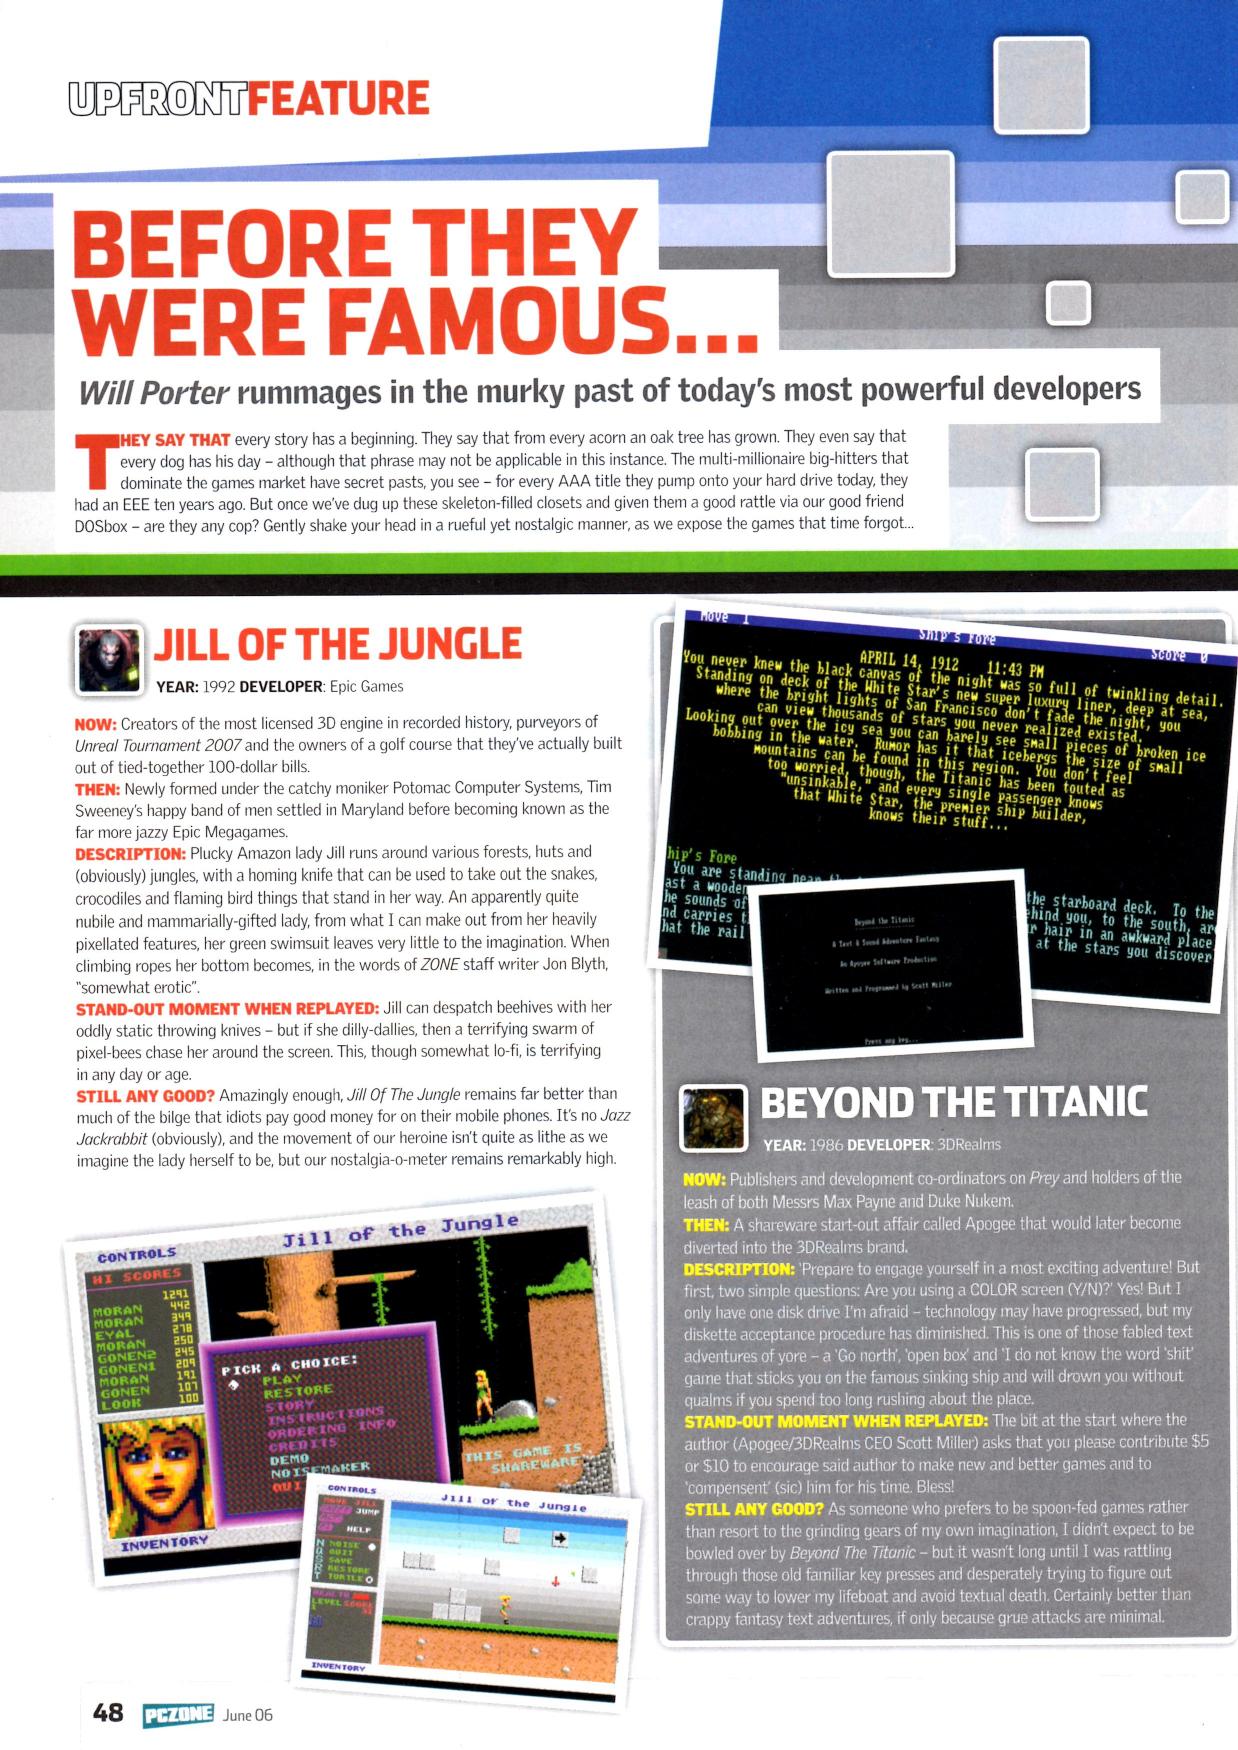 UPFRONTFEATURE
BEFORE THEY
WERE FAMOUS...
Will Porter rummages in the murky past of today's most powerful developers
THEY SAY THAT every story has a beginning. They say that from every acorn an oak tree has grown. They even say that
every dog has his day – although that phrase may not be applicable in this instance. The multi-millionaire big-hitters that
dominate the games market have secret pasts, you see – for every AAA title they pump onto your hard drive today, they
had an EEE ten years ago. But once we've dug up these skeleton-filled closets and given them a good rattle via our good friend
DOSbox – are they any cop? Gently shake your head in a rueful yet nostalgic manner, as we expose the games that time forgot...
JILL OF THE JUNGLE
YEAR: 1992 DEVELOPER: Epic Games
NOW: Creators of the most licensed 3D engine in recorded history, purveyors of
Unreal Tournament 2007 and the owners of a golf course that they've actually built
out of tied-together 100-dollar bills.
THEN: Newly formed under the catchy moniker Potomac Computer Systems, Tim
Sweeney's happy band of men settled in Maryland before becoming known as the
far more jazzy Epic Megagames.
DESCRIPTION: Plucky Amazon lady Jill runs around various forests, huts and
(obviously) jungles, with a homing knife that can be used to take out the snakes,
crocodiles and flaming bird things that stand in her way. An apparently quite
nubile and mammarially-gifted lady, from what I can make out from her heavily
pixellated features, her green swimsuit leaves very little to the imagination. When
climbing ropes her bottom becomes, in the words of ZONE staff writer Jon Blyth,
"somewhat erotic".
STAND-OUT MOMENT WHEN REPLAYED: Jill can despatch beehives with her
oddly static throwing knives – but if she dilly-dallies, then a terrifying swarm of
pixel-bees chase her around the screen. This, though somewhat lo-fi, is terrifying
in any day or age.
STILL ANY GOOD? Amazingly enough, Jill Of The Jungle remains far better than
much of the bilge that idiots pay good money for on their mobile phones. It's no Jazz
Jackrabbit (obviously), and the movement of our heroine isn't quite as lithe as we
imagine the lady herself to be, but our nostalgia-o-meter remains remarkably high.
CONTROLS
Jill of the Jungle
HI SCORES
1291
MORAN 442
MORAN 349
EYAL 278
MORAN 250
GONEN2 245
GONEN1 209
MORAN 191
GONEN 107
LOOK 100
PICK A CHOICE:
PLAY
RESTORE
STORY
INSTRUCTIONS
ORDERING INFO
CREDITS
DEMO
NOISEMAKER
QUI
THIS GAME IS
SHAREWARE
INVENTORY
CONTROLS
Jill of the Jungle
MOVE JILL
JUMP
HELP
N NOISE
Q QUIT
S SAVE
R RESTORE
T TURTLE
HEALTH
LEVEL SCORE
INVENTORY
Move 1
Ship's Fore
Score 0
APRIL 14, 1912 11:43 PM
You never knew the black canvas of the night was so full of twinkling detail.
Standing on deck of the White Star's new super luxury liner, deep at sea,
where the bright lights of San Francisco don't fade the night, you
can view thousands of stars you never realized existed.
Looking out over the icy sea you can barely see small pieces of broken ice
bobbing in the water. Rumor has it that icebergs the size of small
mountains can be found in this region. You don't feel
too worried, though, the Titanic has been touted as
"unsinkable," and every single passenger knows
that White Star, the premier ship builder,
knows their stuff...
hip's Fore
You are standing near the starboard deck. To the
ast a wooden hind you, to the south, ar
he sounds of r hair in an awkward place
nd carries t at the stars you discover
hat the rail
Beyond the Titanic
A Text & Sound Adventure Fantasy
An Apogee Software Production
Written and Programmed by Scott Miller
Press any key...
BEYOND THE TITANIC
YEAR: 1986 DEVELOPER: 3DRealms
NOW: Publishers and development co-ordinators on Prey and holders of the
leash of both Messrs Max Payne and Duke Nukem.
THEN: A shareware start-out affair called Apogee that would later become
diverted into the 3DRealms brand.
DESCRIPTION: 'Prepare to engage yourself in a most exciting adventure! But
first, two simple questions: Are you using a COLOR screen (Y/N)?' Yes! But I
only have one disk drive I'm afraid – technology may have progressed, but my
diskette acceptance procedure has diminished. This is one of those fabled text
adventures of yore – a 'Go north', 'open box' and 'I do not know the word 'shit'
game that sticks you on the famous sinking ship and will drown you without
qualms if you spend too long rushing about the place.
STAND-OUT MOMENT WHEN REPLAYED: The bit at the start where the
author (Apogee/3DRealms CEO Scott Miller) asks that you please contribute $5
or $10 to encourage said author to make new and better games and to
'compensent' (sic) him for his time. Bless!
STILL ANY GOOD? As someone who prefers to be spoon-fed games rather
than resort to the grinding gears of my own imagination, I didn't expect to be
bowled over by Beyond The Titanic – but it wasn't long until I was rattling
through those old familiar key presses and desperately trying to figure out
some way to lower my lifeboat and avoid textual death. Certainly better than
crappy fantasy text adventures, if only because grue attacks are minimal.
48 PCZONE June 06